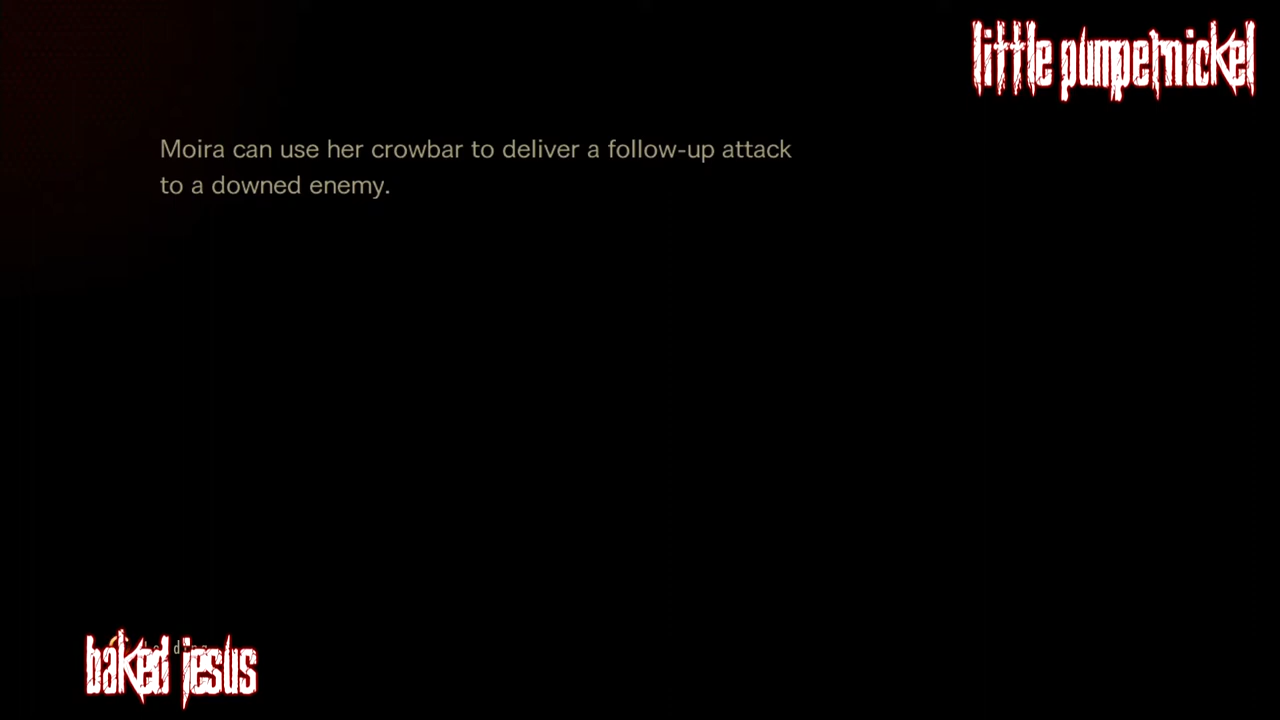 little pumpernickel
Moira can use her crowbar to deliver a follow-up attack
to a downed enemy.
baked jesus